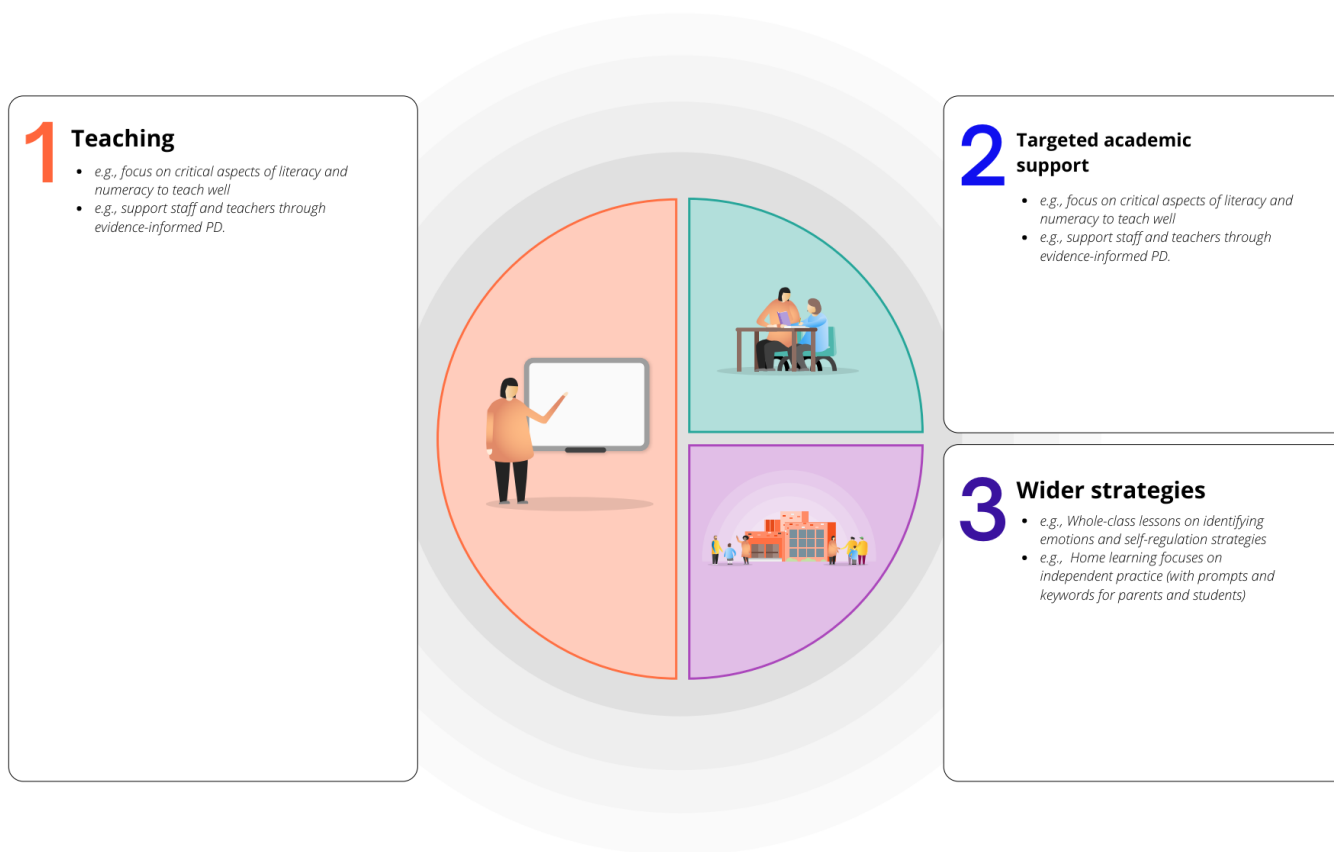 1
Teaching
• e.g., focus on critical aspects of literacy and
numeracy to teach well
• e.g., support staff and teachers through
evidence-informed PD.
2
Targeted academic
support
• e.g., focus on critical aspects of literacy and
numeracy to teach well
• e.g., support staff and teachers through
evidence-informed PD.
3
Wider strategies
• e.g., Whole-class lessons on identifying
emotions and self-regulation strategies
• e.g.,  Home learning focuses on
independent practice (with prompts and
keywords for parents and students)